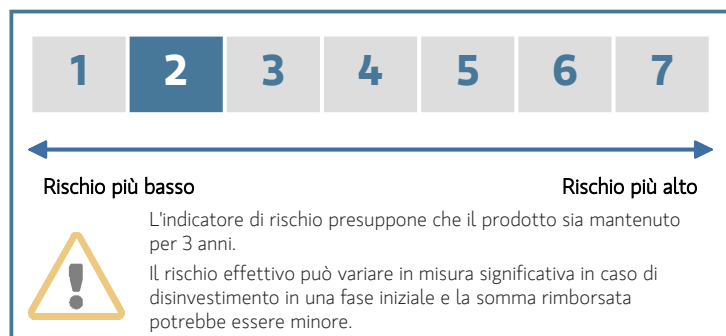 1 2 3 4 5 6 7
Rischio più basso Rischio più alto
L'indicatore di rischio presuppone che il prodotto sia mantenuto
per 3 anni.
Il rischio effettivo può variare in misura significativa in caso di
disinvestimento in una fase iniziale e la somma rimborsata
potrebbe essere minore.